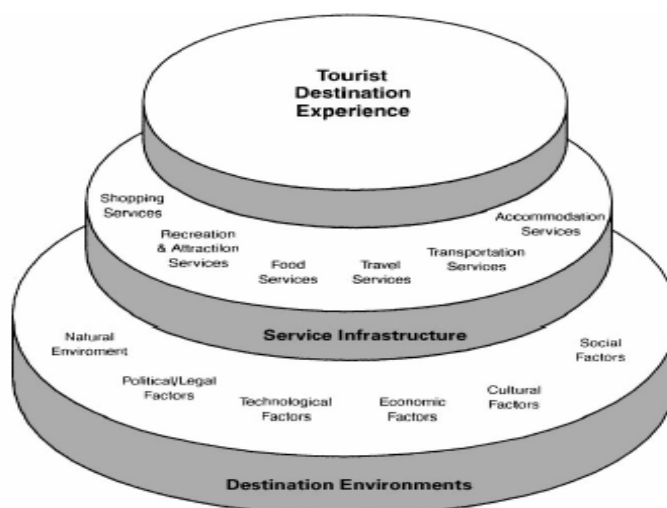 Tourist
Destination
Experience
Shopping
Services
Recreation
& Attractilon
Services
Food
Services
Travel
Services
Transportation
Services
Accommodation
Services
Service Infrastructure
Natural
Enviroment
Political/Legal
Factors
Technological
Factors
Economic
Factors
Cultural
Factors
Social
Factors
Destination Environments